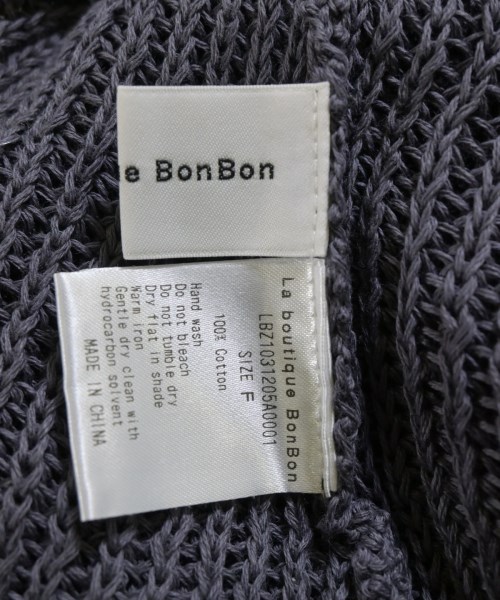 e BonBon
La boutique BonBon
LBZ1031205A0001
SIZE F
100% Cotton
Hand wash
Do not bleach
Do not tumble dry
Dry flat in shade
Warm iron
Gentle dry clean with
hydrocarbon solvent
MADE IN CHINA